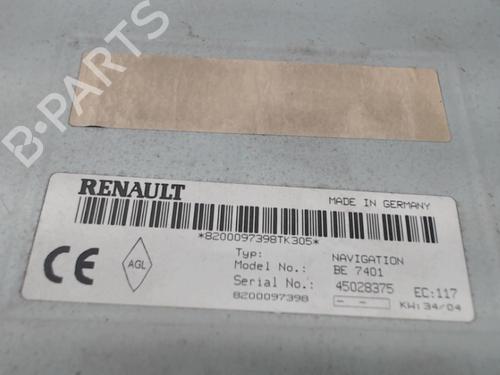 B-PARTS
RENAULT
MADE IN GERMANY
*8200097398TK305*
CE
AGL
Typ: NAVIGATION
Model No.: BE 7401
Serial No.: 45028375 EC:117
8200097398 KW:34/04